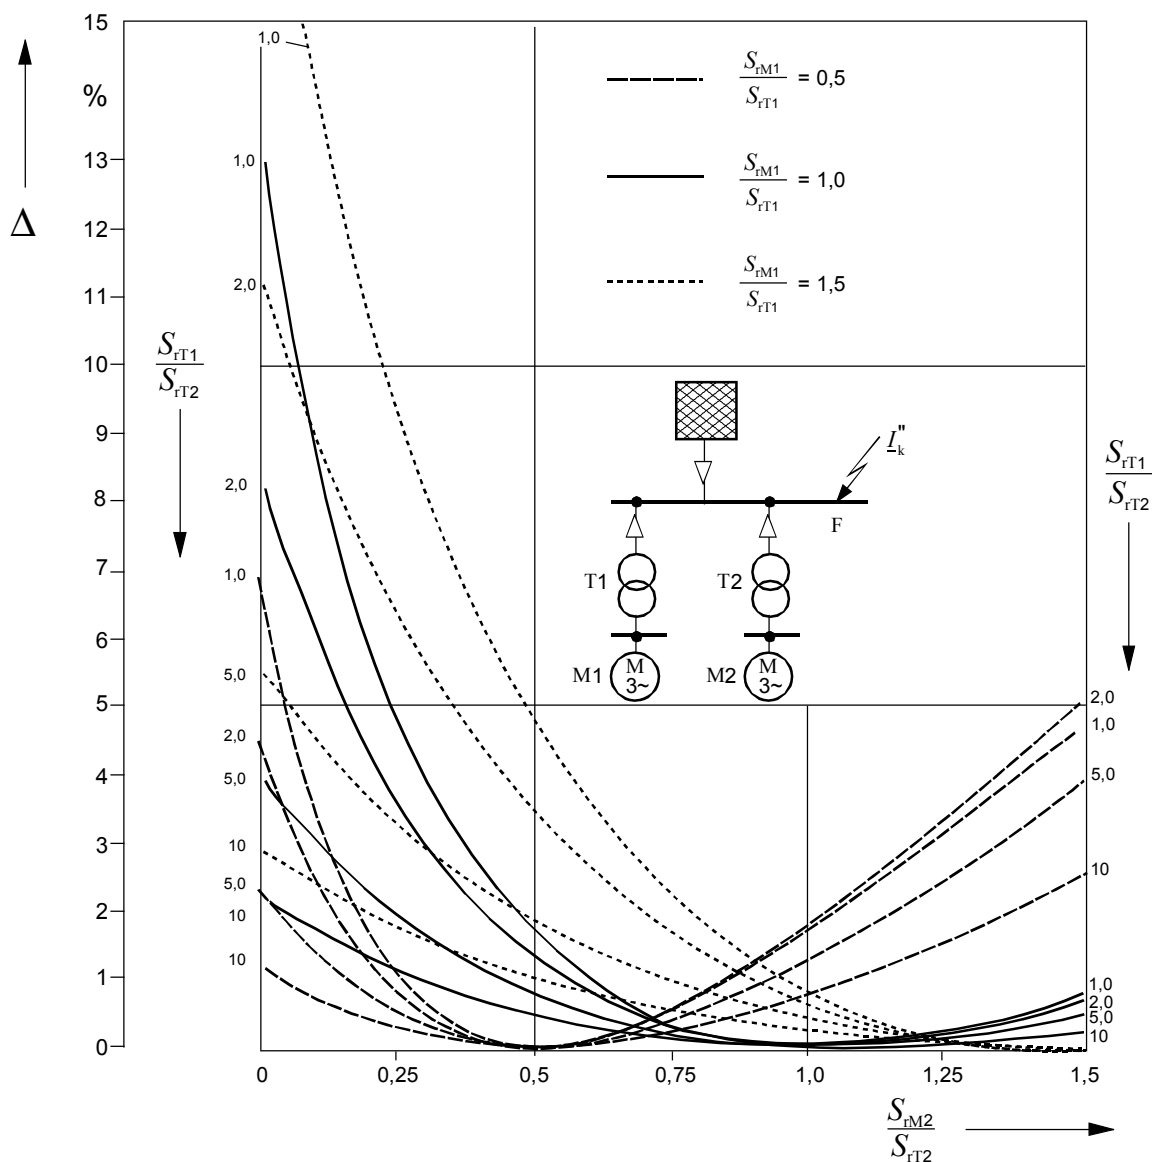 15
%
13
12
11
10
9
8
7
6
5
4
3
2
1
0
Δ
S_rT1
S_rT2
1,0
1,0
2,0
2,0
1,0
5,0
2,0
5,0
10
5,0
10
10
S_rM1
S_rT1 = 0,5
S_rM1
S_rT1 = 1,0
S_rM1
S_rT1 = 1,5
I"_k
F
T1
T2
M1
M
3~
M2
M
3~
S_rT1
S_rT2
2,0
1,0
5,0
10
1,0
2,0
5,0
10
0
0,25
0,5
0,75
1,0
1,25
1,5
S_rM2
S_rT2